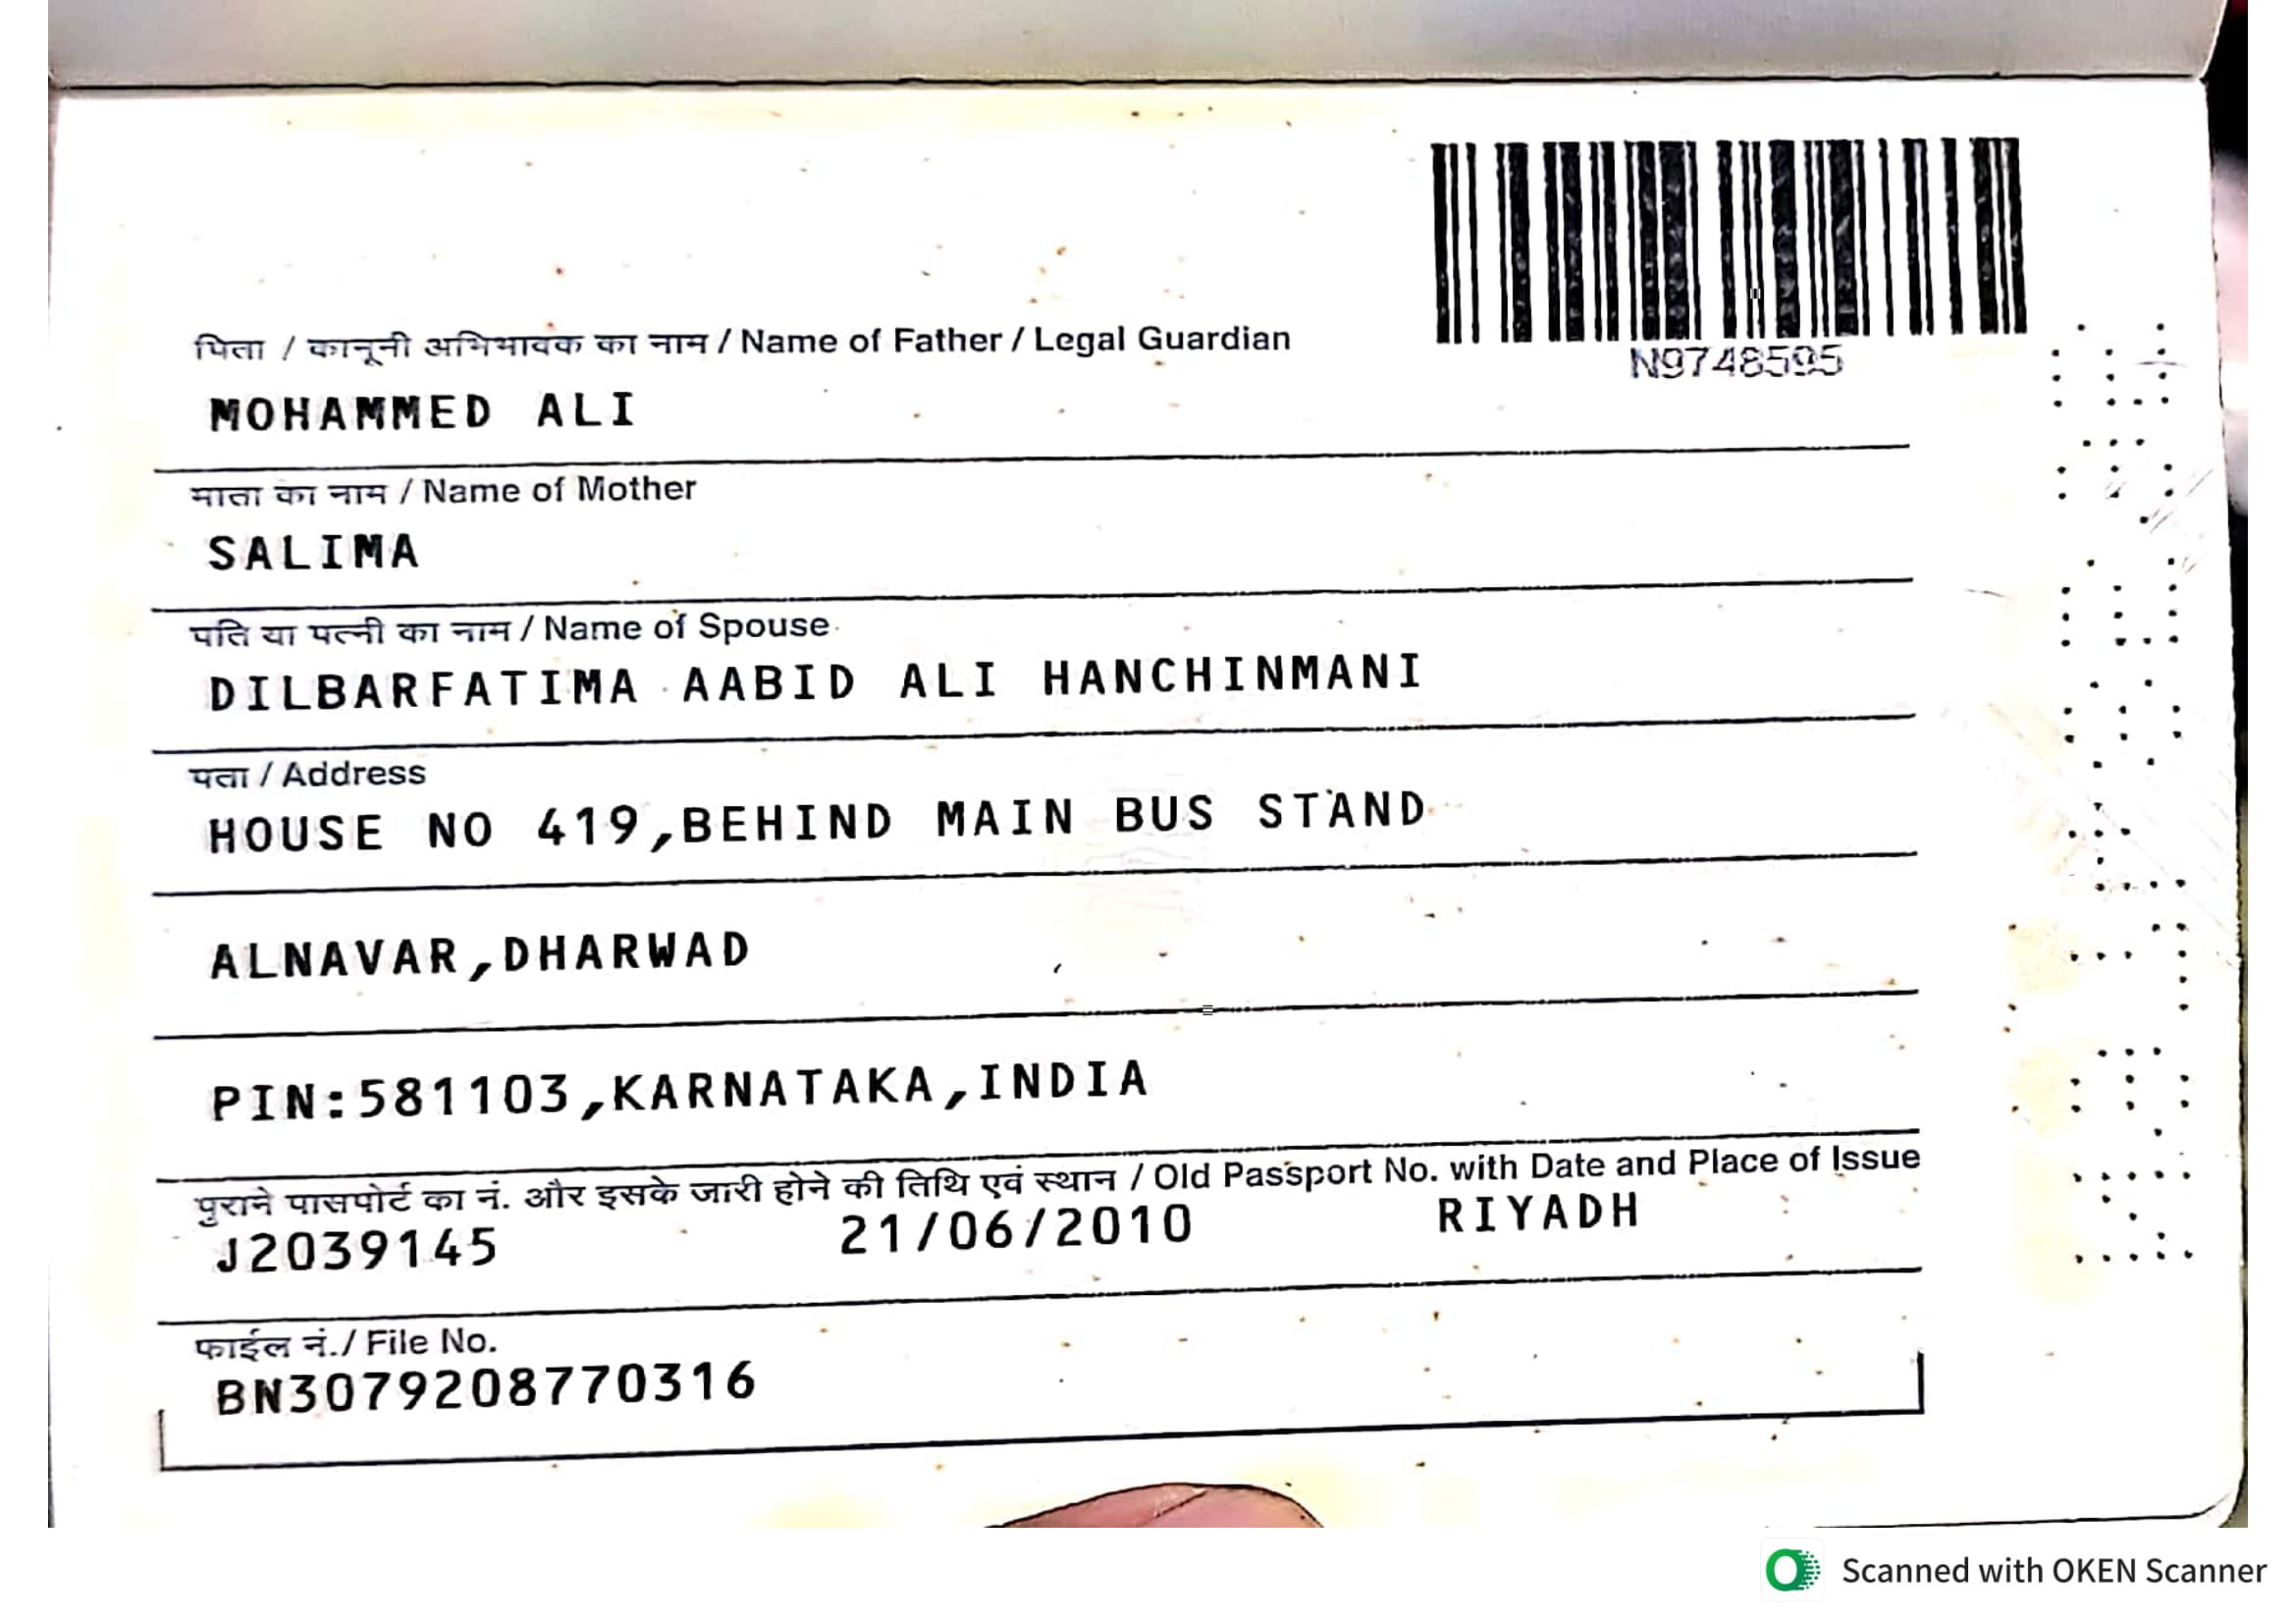 N9748595
पिता / कानूनी अभिभावक का नाम / Name of Father / Legal Guardian
MOHAMMED ALI
माता का नाम / Name of Mother
SALIMA
पति या पत्नी का नाम / Name of Spouse
DILBARFATIMA AABID ALI HANCHINMANI
पता / Address
HOUSE NO 419,BEHIND MAIN BUS STAND
ALNAVAR,DHARWAD
PIN:581103,KARNATAKA,INDIA
पुराने पासपोर्ट का नं. और इसके जारी होने की तिथि एवं स्थान / Old Passport No. with Date and Place of Issue
J2039145 21/06/2010 RIYADH
फाईल नं./ File No.
BN3079208770316
Scanned with OKEN Scanner